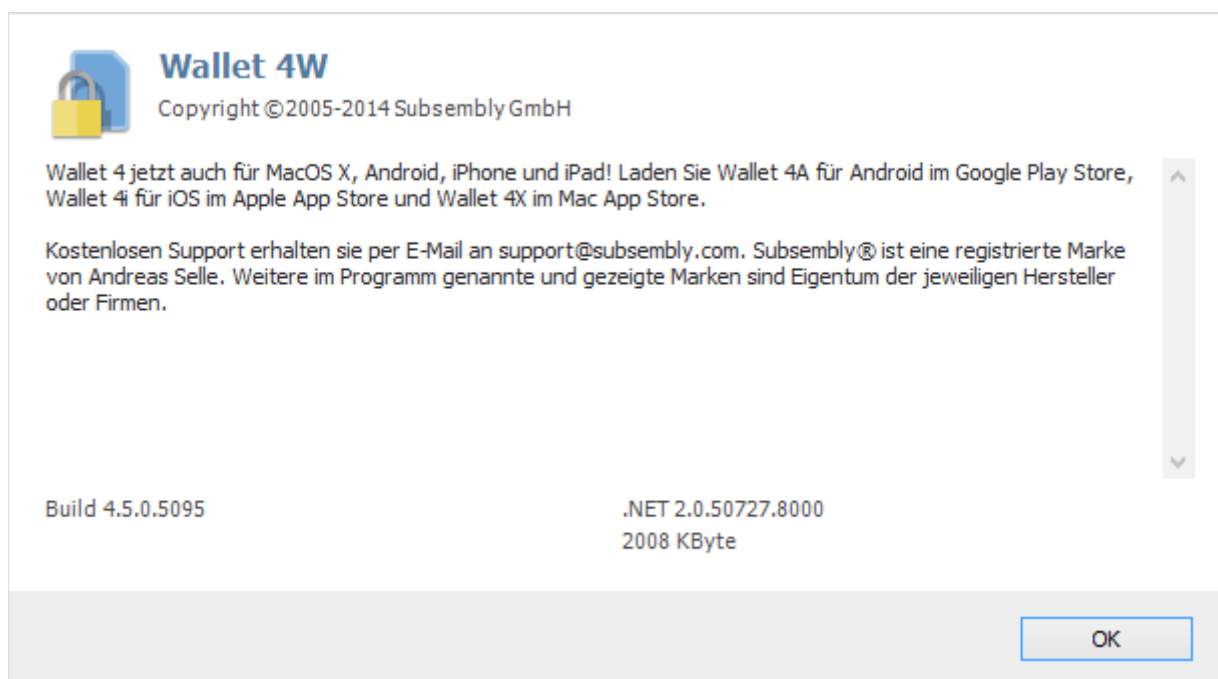 Wallet 4W
Copyright ©2005-2014 Subsembly GmbH
Wallet 4 jetzt auch für MacOS X, Android, iPhone und iPad! Laden Sie Wallet 4A für Android im Google Play Store,
Wallet 4i für iOS im Apple App Store und Wallet 4X im Mac App Store.
Kostenlosen Support erhalten sie per E-Mail an support@subsembly.com. Subsembly® ist eine registrierte Marke
von Andreas Selle. Weitere im Programm genannte und gezeigte Marken sind Eigentum der jeweiligen Hersteller
oder Firmen.
Build 4.5.0.5095
.NET 2.0.50727.8000
2008 KByte
OK